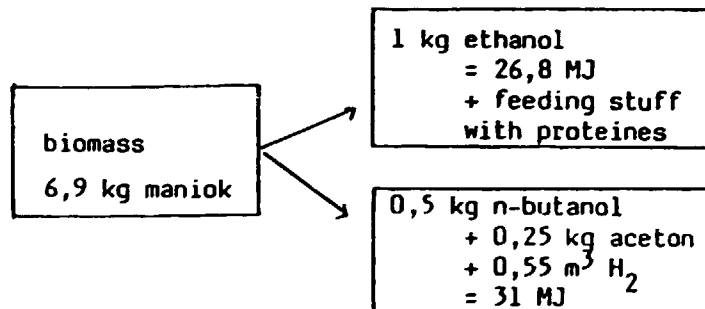 biomass
6,9 kg maniok
1 kg ethanol
= 26,8 MJ
+ feeding stuff
with proteines
0,5 kg n-butanol
+ 0,25 kg aceton
+ 0,55 m³ H₂
= 31 MJ